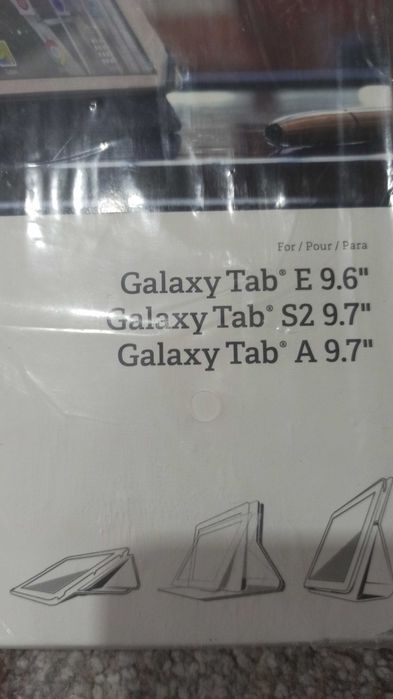 For / Pour / Para
Galaxy Tab® E 9.6"
Galaxy Tab® S2 9.7"
Galaxy Tab® A 9.7"